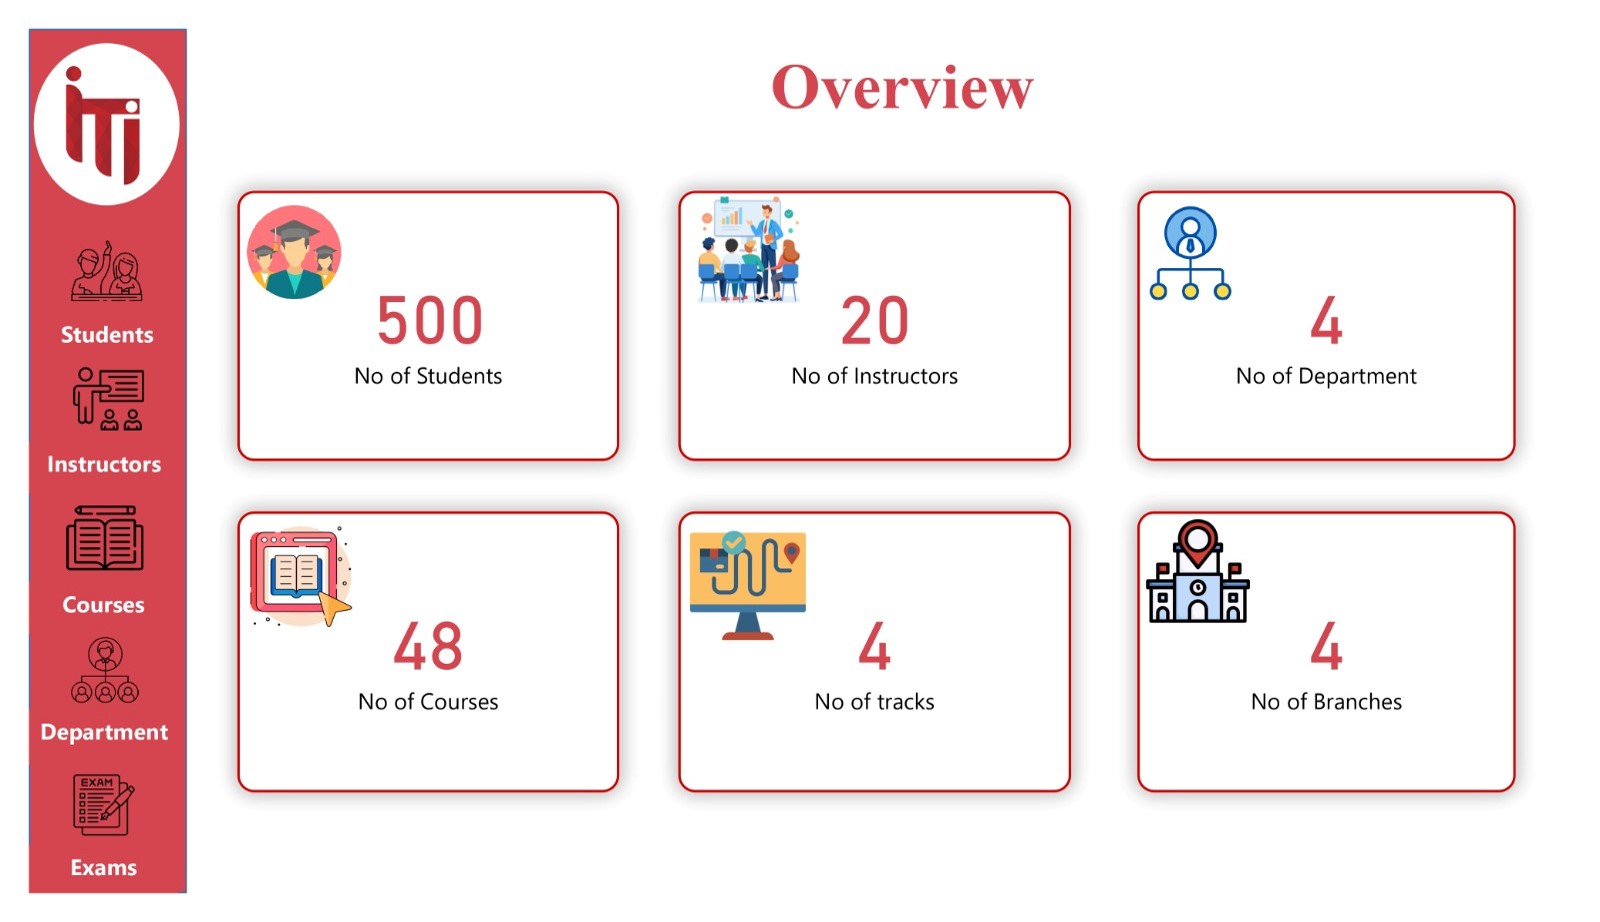 iTi
Overview
Students
Instructors
Courses
Department
EXAM
Exams
500
No of Students
20
No of Instructors
4
No of Department
48
No of Courses
4
No of tracks
4
No of Branches